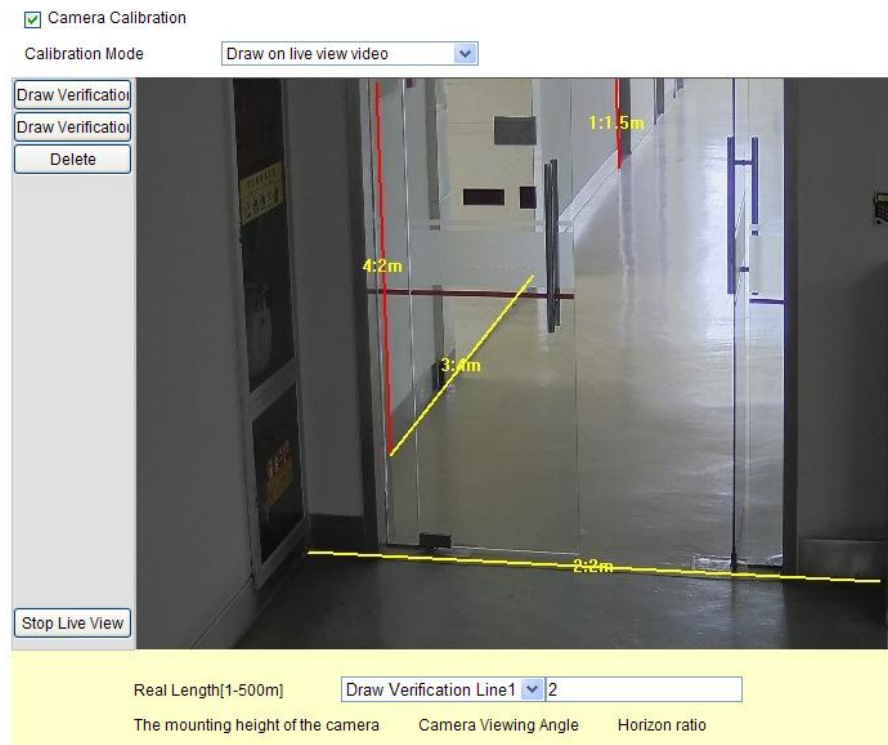 Camera Calibration
Calibration Mode
Draw on live view video
Draw Verification
Draw Verification
Delete
1:1.5m
4:2m
3:4m
2:2m
Stop Live View
Real Length[1-500m]
Draw Verification Line1
2
The mounting height of the camera
Camera Viewing Angle
Horizon ratio